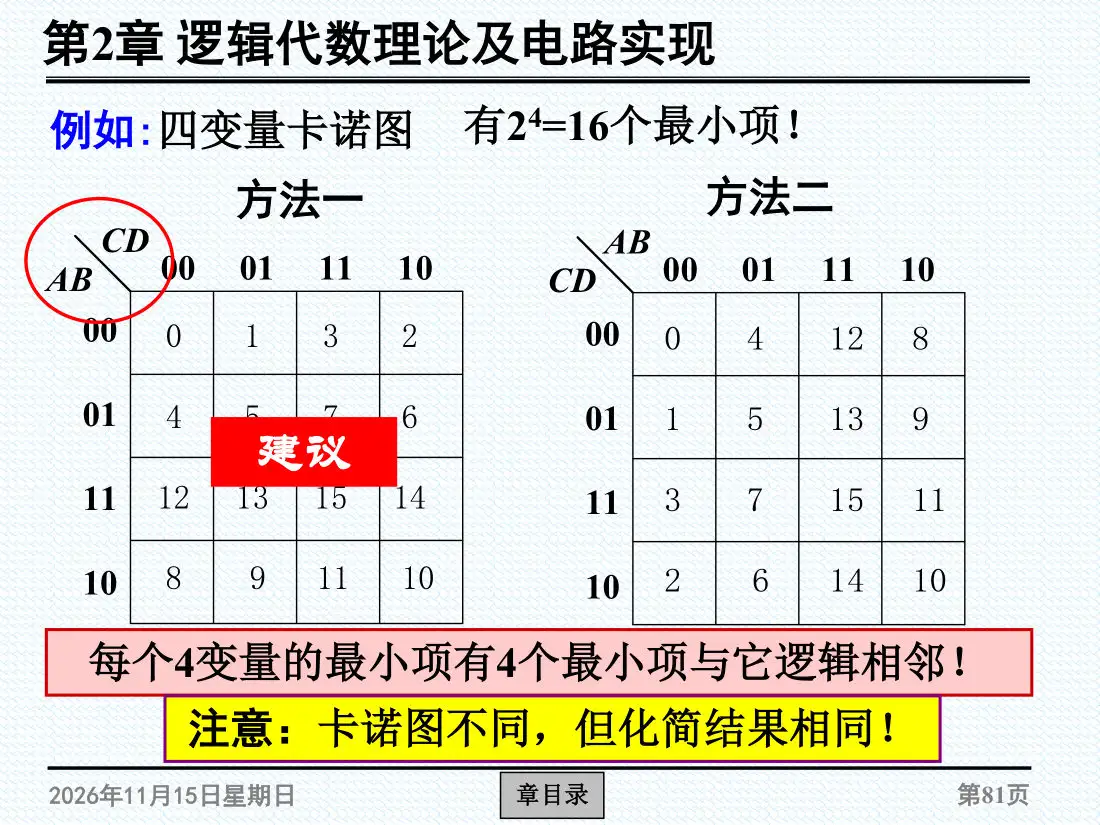 第2章 逻辑代数理论及电路实现
例如:四变量卡诺图 有2⁴=16个最小项！
方法一
CD
AB
00 01 11 10
00 0 1 3 2
01 4 5 7 6
建议
11 12 13 15 14
10 8 9 11 10
方法二
AB
CD
00 01 11 10
00 0 4 12 8
01 1 5 13 9
11 3 7 15 11
10 2 6 14 10
每个4变量的最小项有4个最小项与它逻辑相邻！
注意：卡诺图不同，但化简结果相同！
2026年11月15日星期日 章目录 第81页